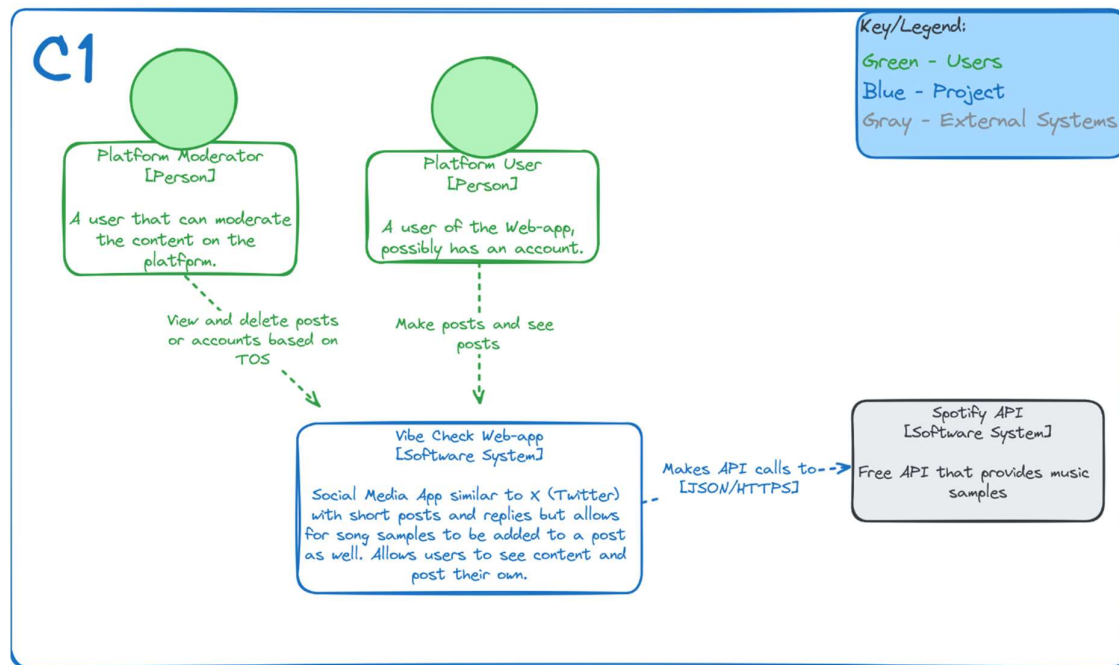 C1
Key/Legend:
Green - Users
Blue - Project
Gray - External Systems
Platform Moderator
[Person]
A user that can moderate
the content on the
platform.
Platform User
[Person]
A user of the Web-app,
possibly has an account.
View and delete posts
or accounts based on
TOS
Make posts and see
posts
Vibe Check Web-app
[Software System]
Social Media App similar to X (Twitter)
with short posts and replies but allows
for song samples to be added to a post
as well. Allows users to see content and
post their own.
Makes API calls to
[JSON/HTTPS]
Spotify API
[Software System]
Free API that provides music
samples